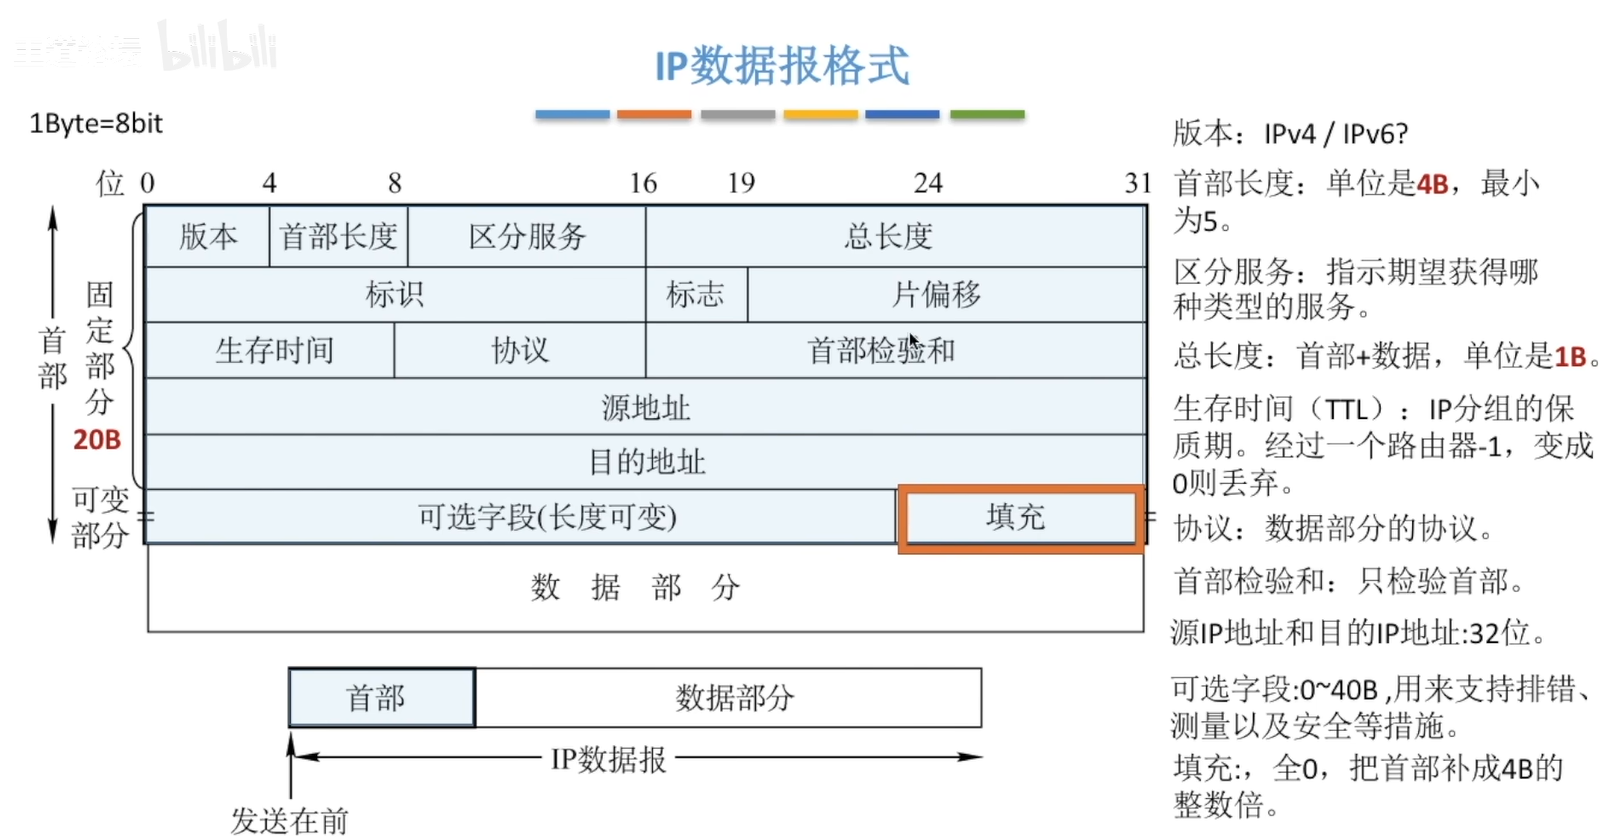 bilibili
IP数据报格式
1Byte=8bit
位 0 4 8 16 19 24 31
版本 首部长度 区分服务 总长度
标识 标志 片偏移
生存时间 协议 首部检验和
源地址
目的地址
可选字段(长度可变) 填充
数 据 部 分
首部
固定部分
20B
可变
部分
首部 数据部分
IP数据报
发送在前
版本：IPv4 / IPv6?
首部长度：单位是4B，最小
为5。
区分服务：指示期望获得哪
种类型的服务。
总长度：首部+数据，单位是1B。
生存时间（TTL）：IP分组的保
质期。经过一个路由器-1，变成
0则丢弃。
协议：数据部分的协议。
首部检验和：只检验首部。
源IP地址和目的IP地址:32位。
可选字段:0~40B ,用来支持排错、
测量以及安全等措施。
填充:，全0，把首部补成4B的
整数倍。